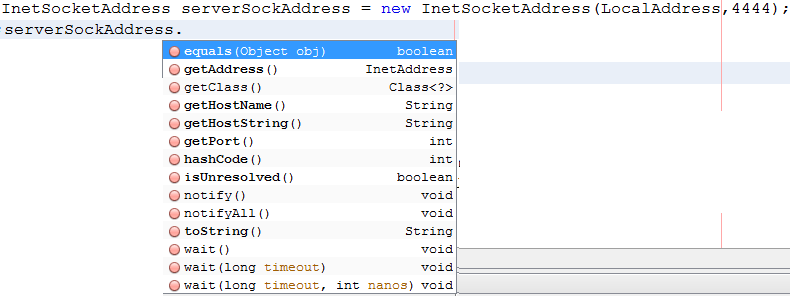 InetSocketAddress serverSockAddress = new InetSocketAddress(LocalAddress,4444);
serverSockAddress.
equals(Object obj) boolean
getAddress() InetAddress
getClass() Class<?>
getHostName() String
getHostString() String
getPort() int
hashCode() int
isUnresolved() boolean
notify() void
notifyAll() void
toString() String
wait() void
wait(long timeout) void
wait(long timeout, int nanos) void